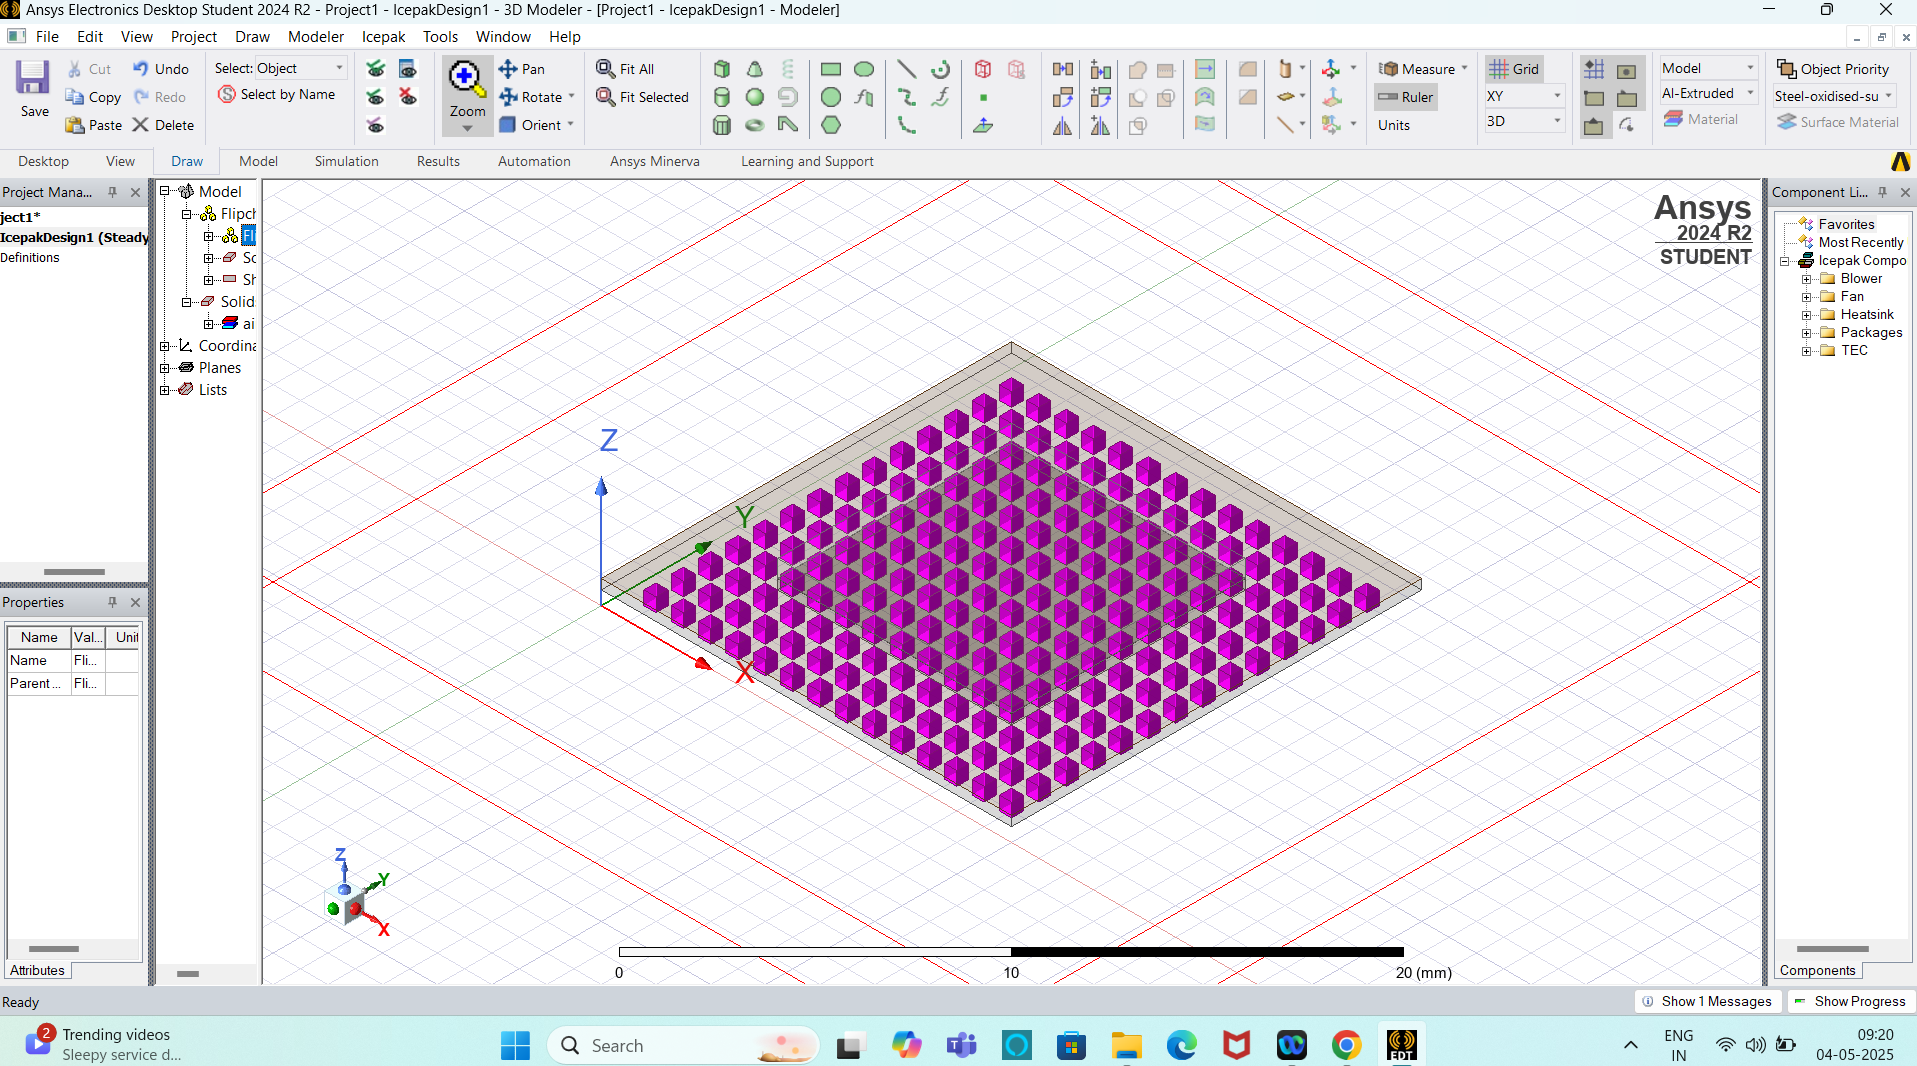 Ansys Electronics Desktop Student 2024 R2 - Project1 - IcepakDesign1 - 3D Modeler - [Project1 - IcepakDesign1 - Modeler]
File Edit View Project Draw Modeler Icepak Tools Window Help
Save
Cut
Copy
Paste
Undo
Redo
Delete
Select: Object
Select by Name
Zoom
Pan
Rotate
Orient
Fit All
Fit Selected
Measure
Ruler
Units
Grid
XY
3D
Model
Al-Extruded
Material
Object Priority
Steel-oxidised-su
Surface Material
Desktop View Draw Model Simulation Results Automation Ansys Minerva Learning and Support
Project Mana...
ject1*
IcepakDesign1 (Steady
Definitions
Properties
Name Val... Unit
Name Fli...
Parent ... Fli...
Attributes
Model
Flipch
Fl
Sc
Sh
Solid
ai
Coordina
Planes
Lists
Ansys
2024 R2
STUDENT
Z
Y
X
Z
Y
X
0 10 20 (mm)
Component Li...
Favorites
Most Recently
Icepak Compo
Blower
Fan
Heatsink
Packages
TEC
Components
Ready
Show 1 Messages
Show Progress
2
Trending videos
Sleepy service d...
Search
EDT
ENG
IN
09:20
04-05-2025